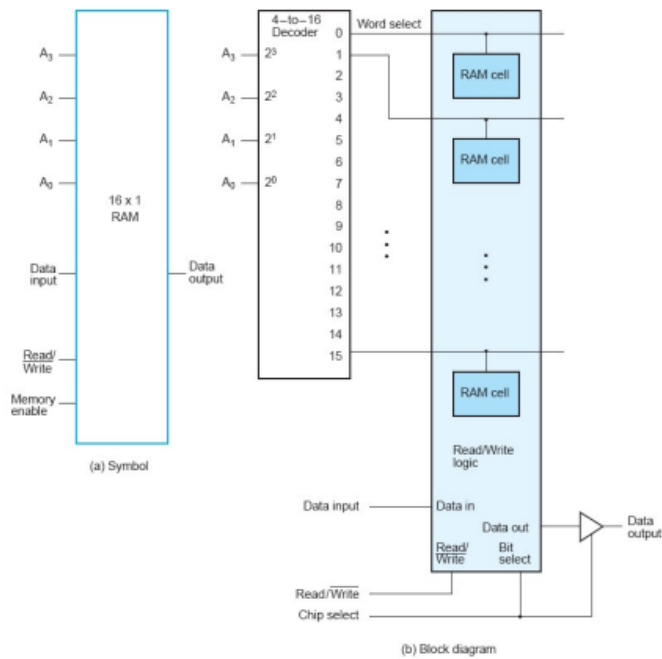 A3
A2
A1
A0
16 x 1
RAM
Data
input
Data
output
Read/
Write
Memory
enable
(a) Symbol
4–to–16
Decoder
A3 2³
A2 2²
A1 2¹
A0 2⁰
0
1
2
3
4
5
6
7
8
9
10
11
12
13
14
15
Word select
RAM cell
RAM cell
RAM cell
Read/Write
logic
Data input
Data in
Data out
Data
output
Read/
Write
Bit
select
Read/Write
Chip select
(b) Block diagram